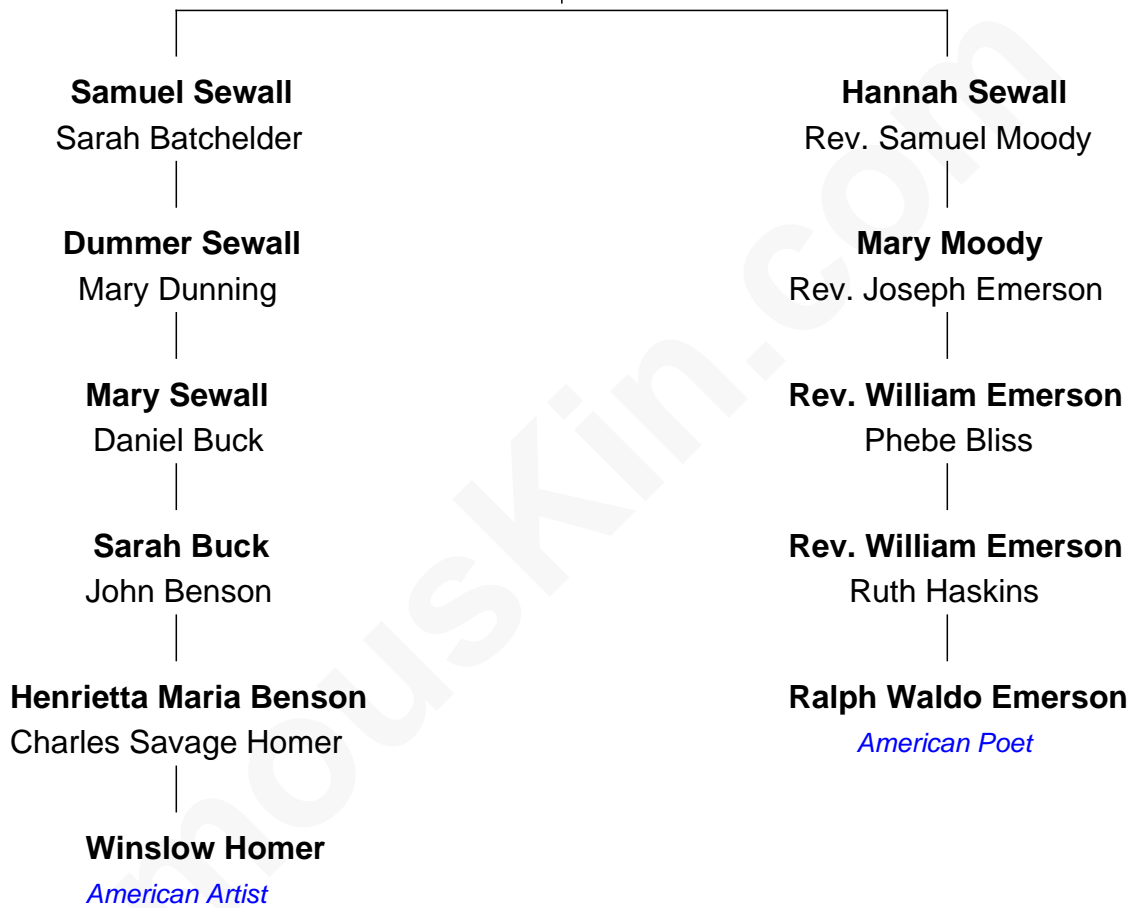 Samuel Sewall
Sarah Batchelder
Hannah Sewall
Rev. Samuel Moody
Dummer Sewall
Mary Dunning
Mary Moody
Rev. Joseph Emerson
Mary Sewall
Daniel Buck
Rev. William Emerson
Phebe Bliss
Sarah Buck
John Benson
Rev. William Emerson
Ruth Haskins
Henrietta Maria Benson
Charles Savage Homer
Ralph Waldo Emerson
American Poet
Winslow Homer
American Artist
mousKin.com